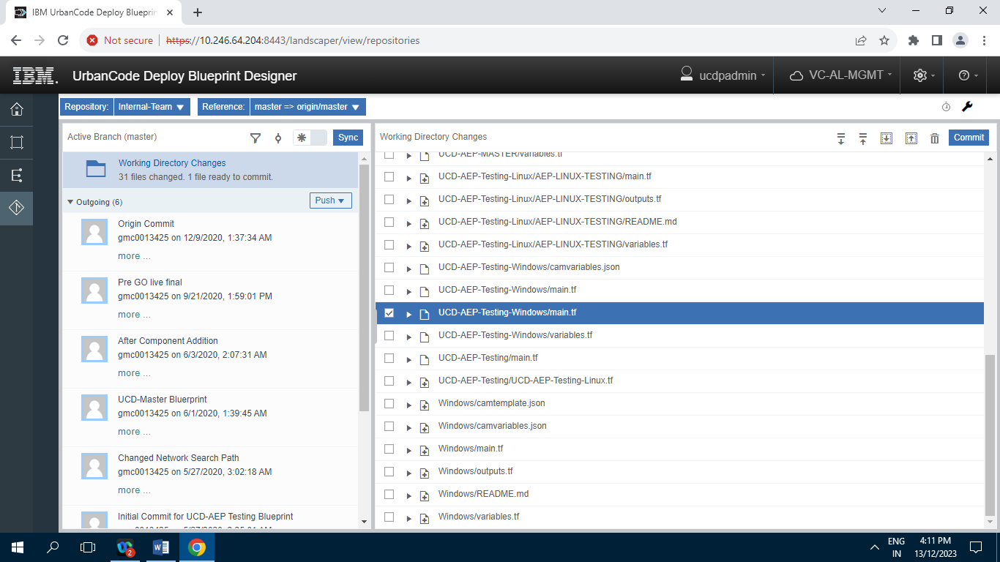 IBM UrbanCode Deploy Blueprin
Not secure
https://10.246.64.204:8443/landscaper/view/repositories
IBM.
UrbanCode Deploy Blueprint Designer
ucdpadmin
VC-AL-MGMT
Repository:
Internal-Team
Reference:
master => origin/master
Active Branch (master)
Sync
Working Directory Changes
31 files changed. 1 file ready to commit.
Outgoing (6)
Push
Origin Commit
gmc0013425 on 12/9/2020, 1:37:34 AM
more ...
Pre GO live final
gmc0013425 on 9/21/2020, 1:59:01 PM
more ...
After Component Addition
gmc0013425 on 6/3/2020, 2:07:31 AM
more ...
UCD-Master Blueprint
gmc0013425 on 6/1/2020, 1:39:45 AM
more ...
Changed Network Search Path
gmc0013425 on 5/27/2020, 3:02:18 AM
more ...
Initial Commit for UCD-AEP Testing Blueprint
Working Directory Changes
Commit
UCD-AEP-MASTER/variables.tf
UCD-AEP-Testing-Linux/AEP-LINUX-TESTING/main.tf
UCD-AEP-Testing-Linux/AEP-LINUX-TESTING/outputs.tf
UCD-AEP-Testing-Linux/AEP-LINUX-TESTING/README.md
UCD-AEP-Testing-Linux/AEP-LINUX-TESTING/variables.tf
UCD-AEP-Testing-Windows/camvariables.json
UCD-AEP-Testing-Windows/main.tf
UCD-AEP-Testing-Windows/main.tf
UCD-AEP-Testing-Windows/variables.tf
UCD-AEP-Testing/main.tf
UCD-AEP-Testing/UCD-AEP-Testing-Linux.tf
Windows/camtemplate.json
Windows/camvariables.json
Windows/main.tf
Windows/outputs.tf
Windows/README.md
Windows/variables.tf
2
ENG
IN
4:11 PM
13/12/2023